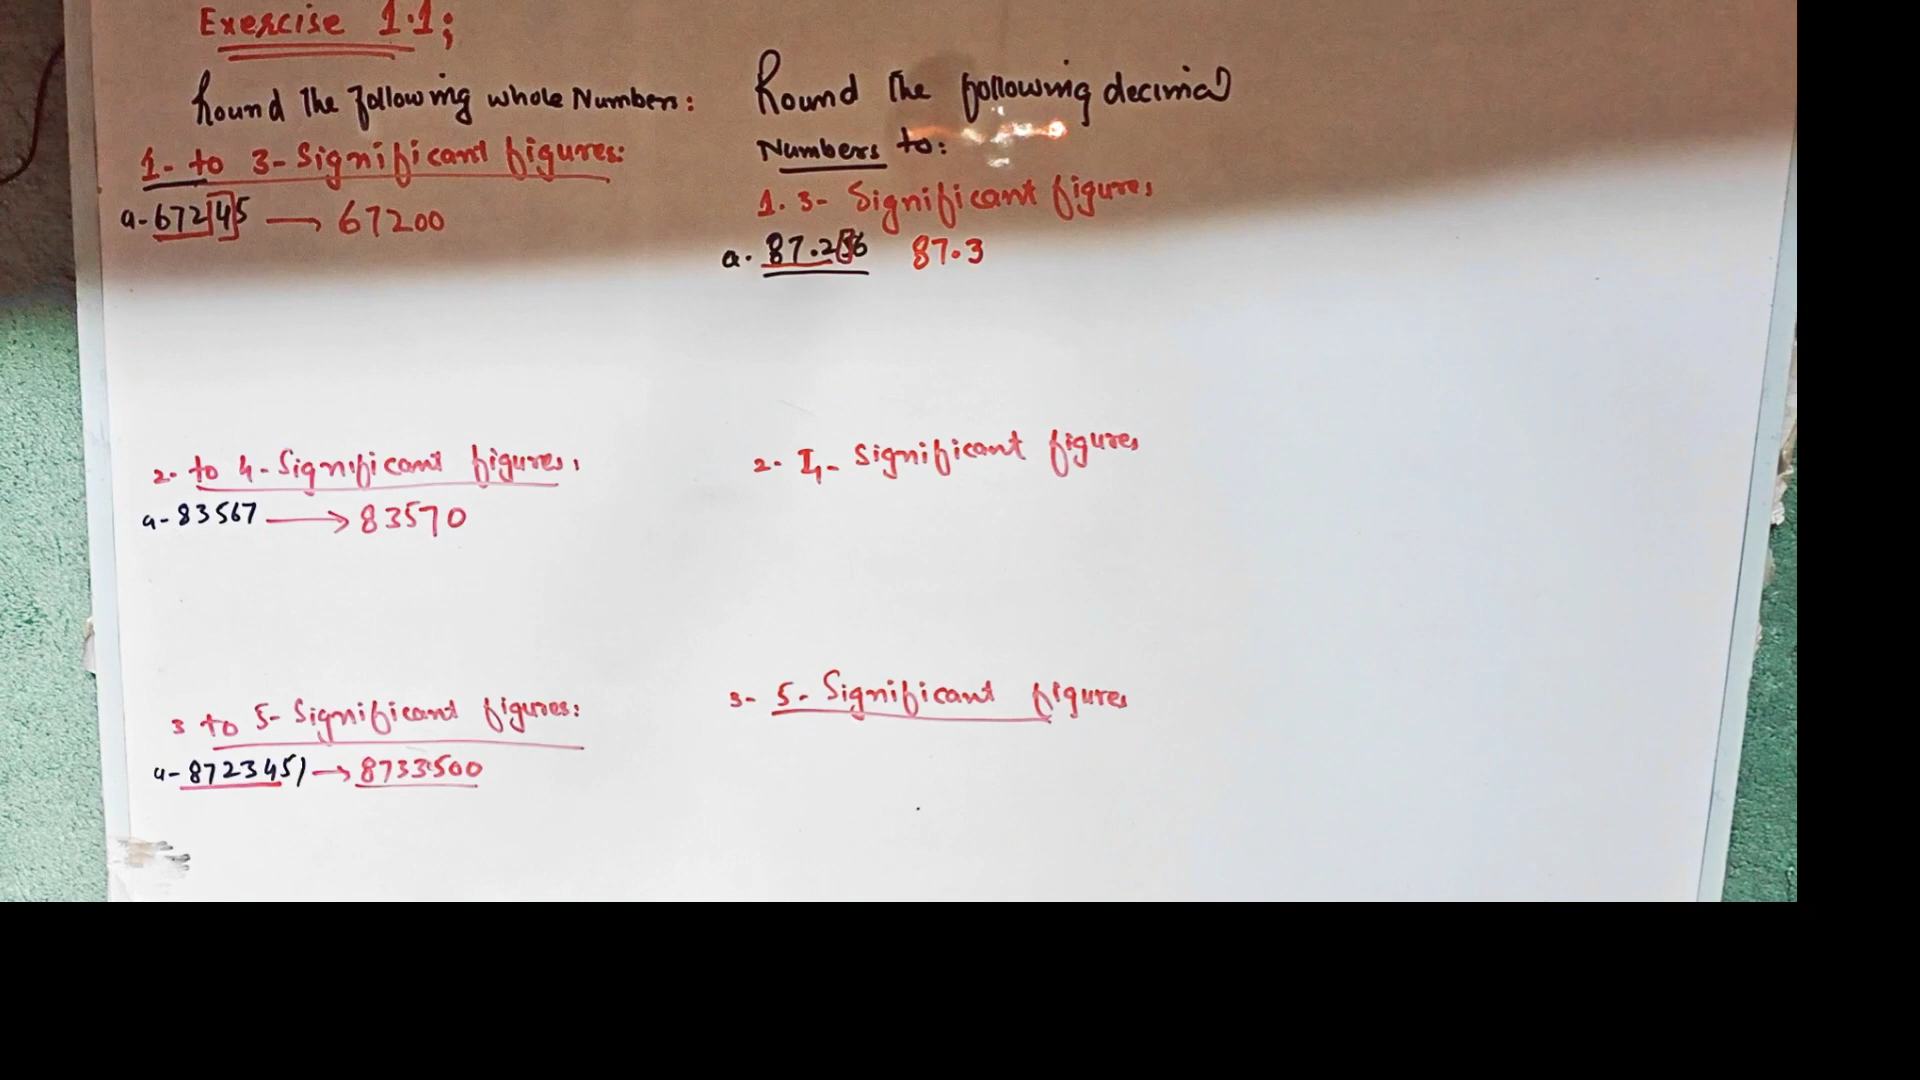 Exercise 1.1;
Round The following whole Numbers:
1- to 3-Significant figures:
a- 67245 → 67200
2- to 4-Significant figures,
a- 83567 → 83570
3 to 5-Significant figures:
a- 8723451 → 8733500
Round The following decimal
Numbers to:
1. 3- Significant figures
a. 87.256 87.3
2- 4- Significant figures
3- 5- Significant figures